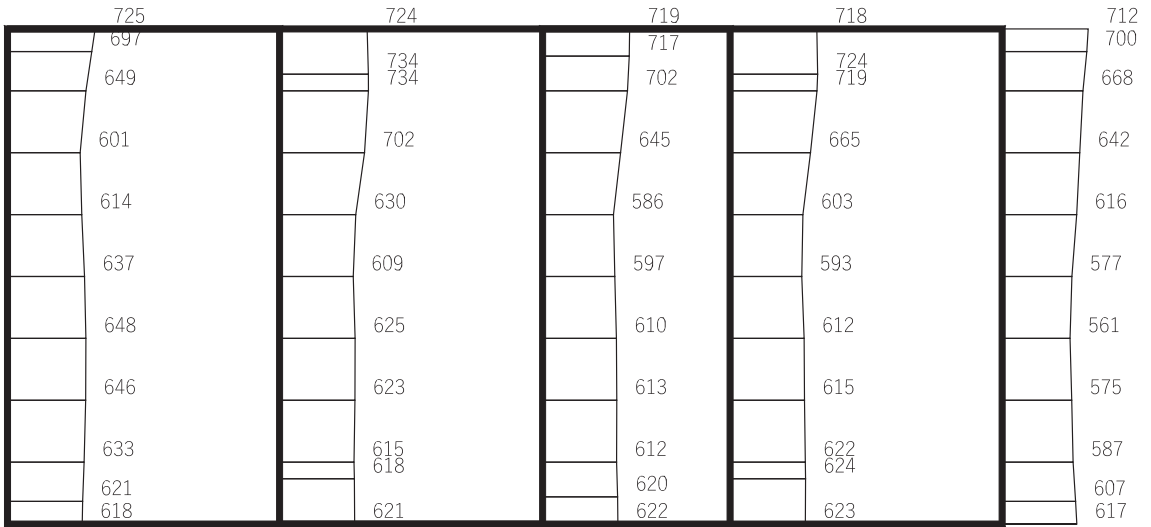 725 724 719 718 712
697 717 700
734 724
649 734 702 719 668
601 702 645 665 642
614 630 586 603 616
637 609 597 593 577
648 625 610 612 561
646 623 613 615 575
633 615 612 622 587
618 624
621 620 607
618 621 622 623 617